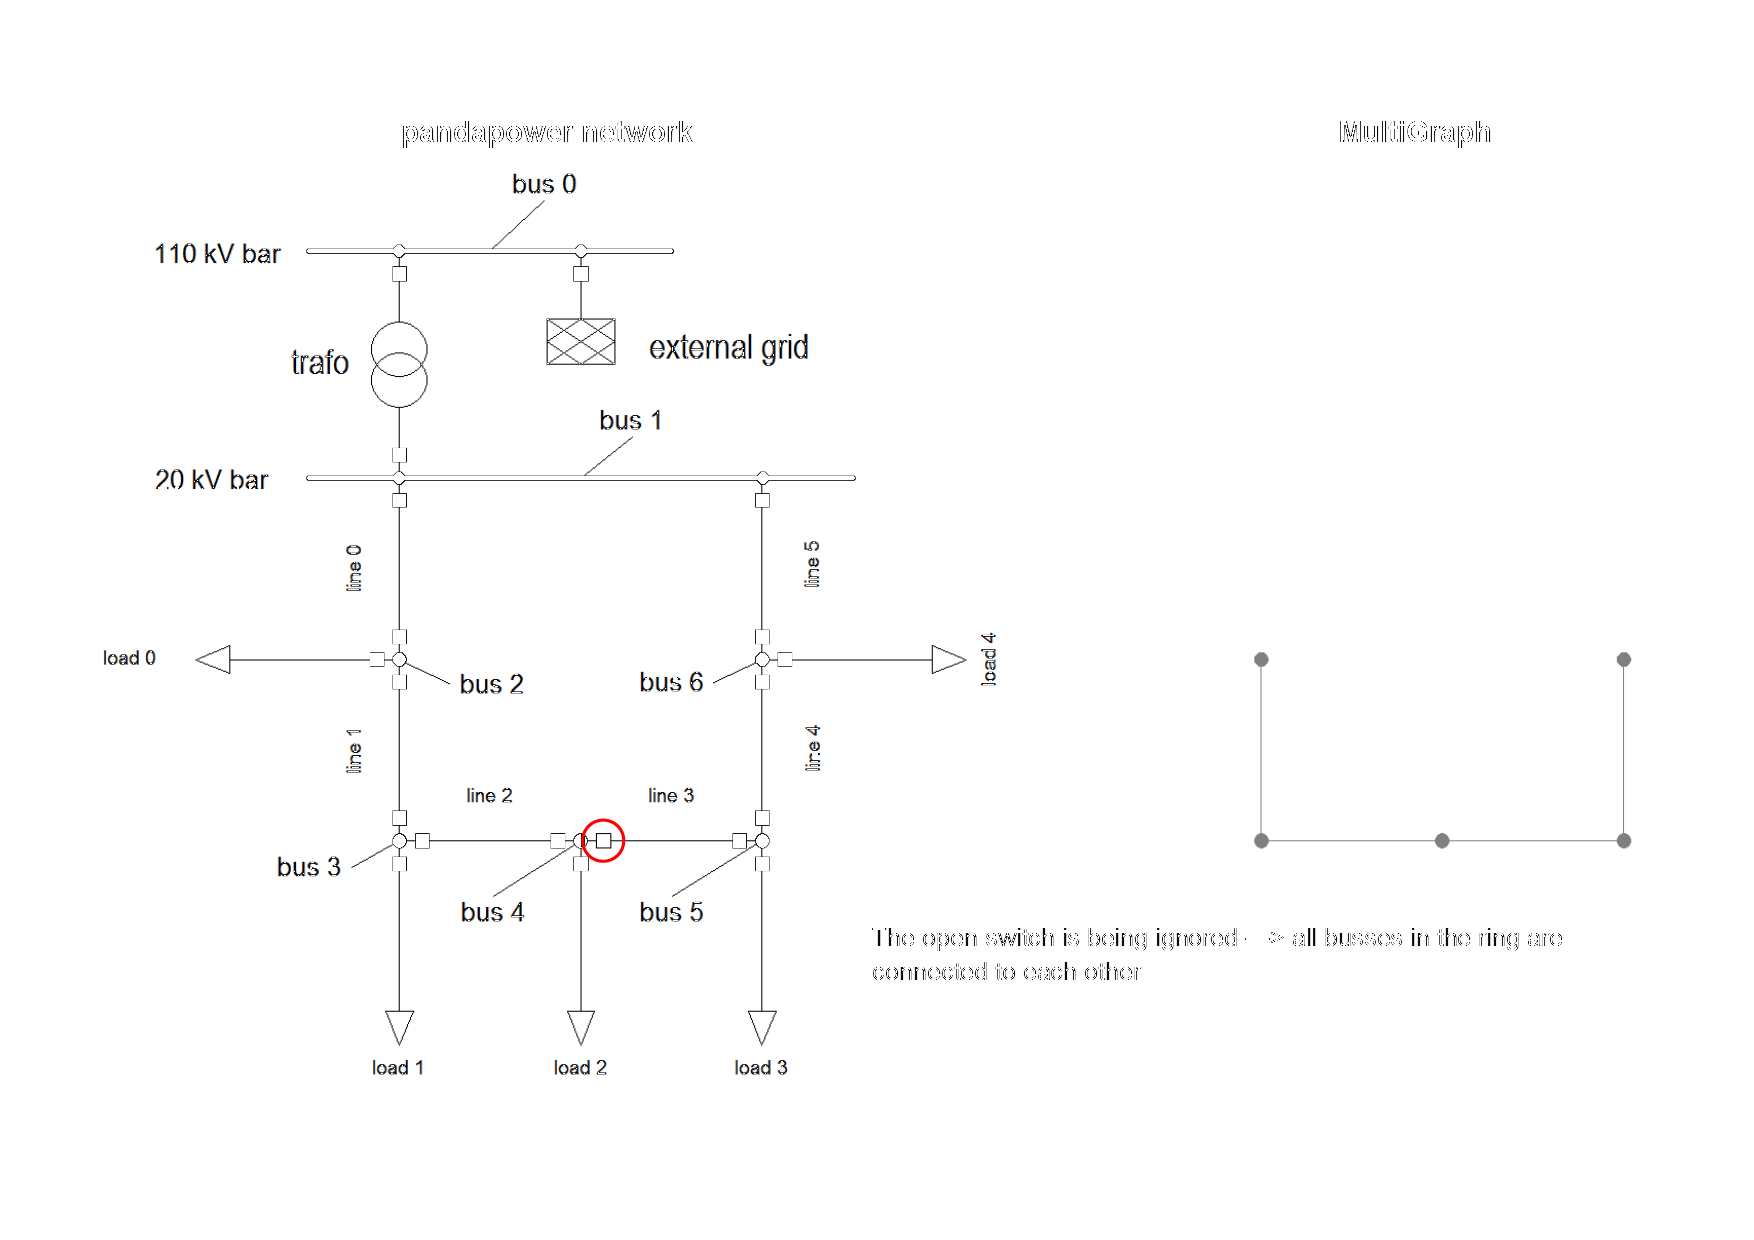 pandapower network
MultiGraph
bus 0
110 kV bar
trafo
external grid
bus 1
20 kV bar
line 0
line 5
load 0
load 4
bus 2
bus 6
line 1
line 4
line 2
line 3
bus 3
bus 4
bus 5
The open switch is being ignored - -> all busses in the ring are
connected to each other
load 1
load 2
load 3